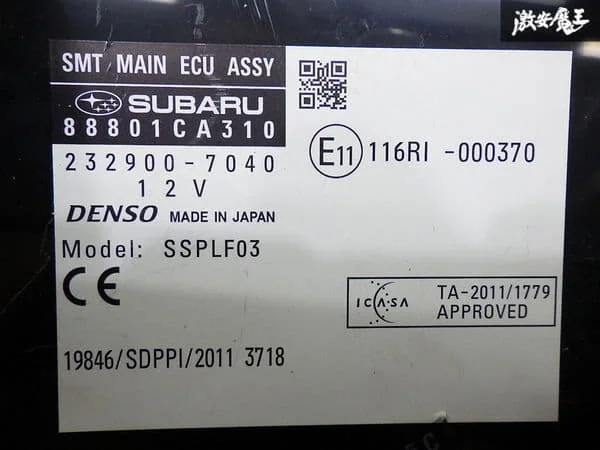 激安魔王
SMT MAIN ECU ASSY
SUBARU
88801CA310
232900-7040
12V
DENSO MADE IN JAPAN
Model: SSPLF03
CE
19846/SDPPI/2011 3718
E11 116RI -000370
ICASA
TA-2011/1779
APPROVED